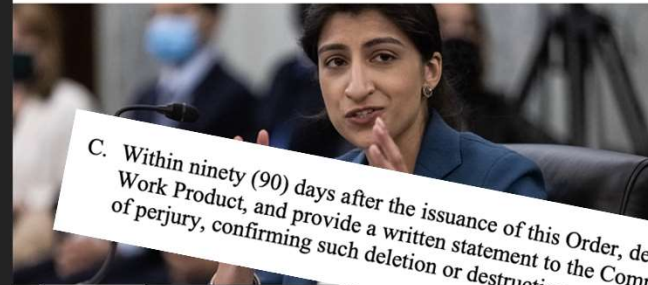 C. Within ninety (90) days after the issuance of this Order, de
Work Product, and provide a written statement to the Com
of perjury, confirming such deletion or destructi